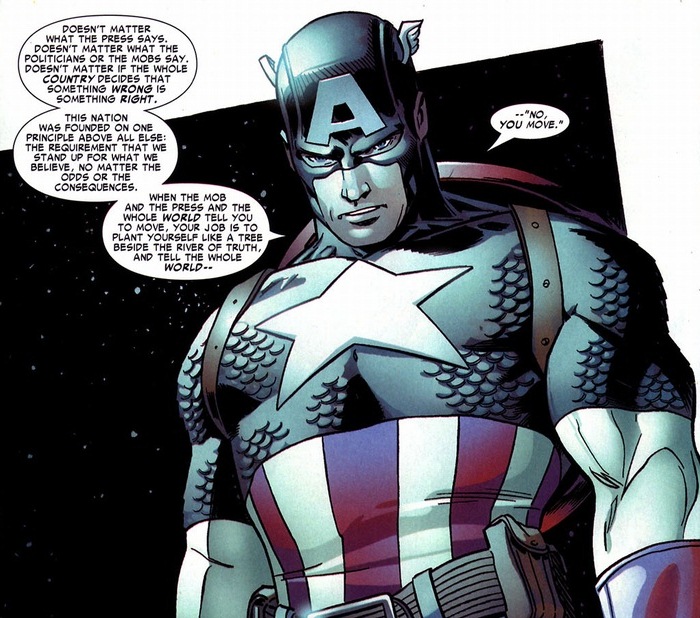 DOESN'T MATTER
WHAT THE PRESS SAYS.
DOESN'T MATTER WHAT THE
POLITICIANS OR THE MOBS SAY.
DOESN'T MATTER IF THE WHOLE
COUNTRY DECIDES THAT
SOMETHING WRONG IS
SOMETHING RIGHT.
THIS NATION
WAS FOUNDED ON ONE
PRINCIPLE ABOVE ALL ELSE:
THE REQUIREMENT THAT WE
STAND UP FOR WHAT WE
BELIEVE, NO MATTER THE
ODDS OR THE
CONSEQUENCES.
WHEN THE MOB
AND THE PRESS AND THE
WHOLE WORLD TELL YOU
TO MOVE, YOUR JOB IS TO
PLANT YOURSELF LIKE A TREE
BESIDE THE RIVER OF TRUTH,
AND TELL THE WHOLE
WORLD--
--"NO,
YOU MOVE."
A